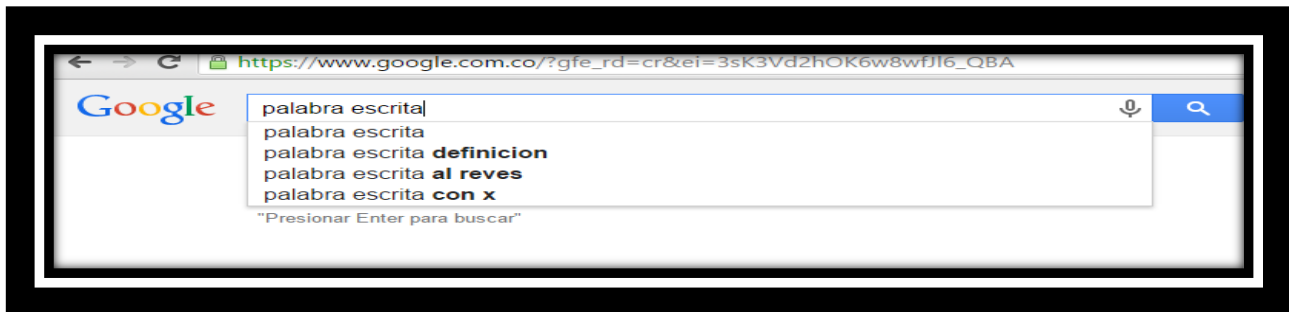 https://www.google.com.co/?gfe_rd=cr&ei=3sK3Vd2hOK6w8wfJI6_QBA
Google palabra escrita
palabra escrita
palabra escrita definicion
palabra escrita al reves
palabra escrita con x
"Presionar Enter para buscar"